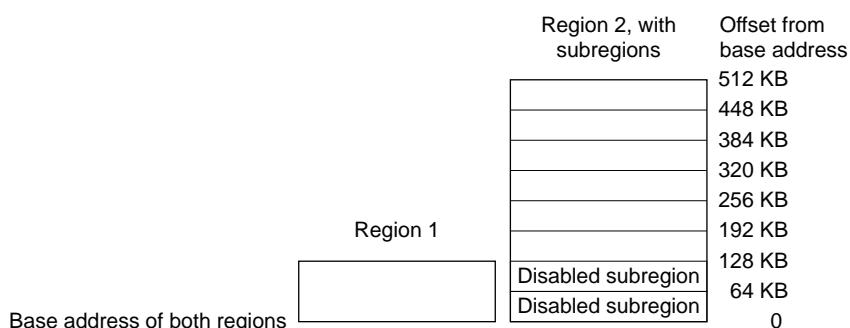 Region 2, with
subregions
Offset from
base address
512 KB
448 KB
384 KB
320 KB
256 KB
Region 1
192 KB
128 KB
Disabled subregion
64 KB
Disabled subregion
Base address of both regions
0